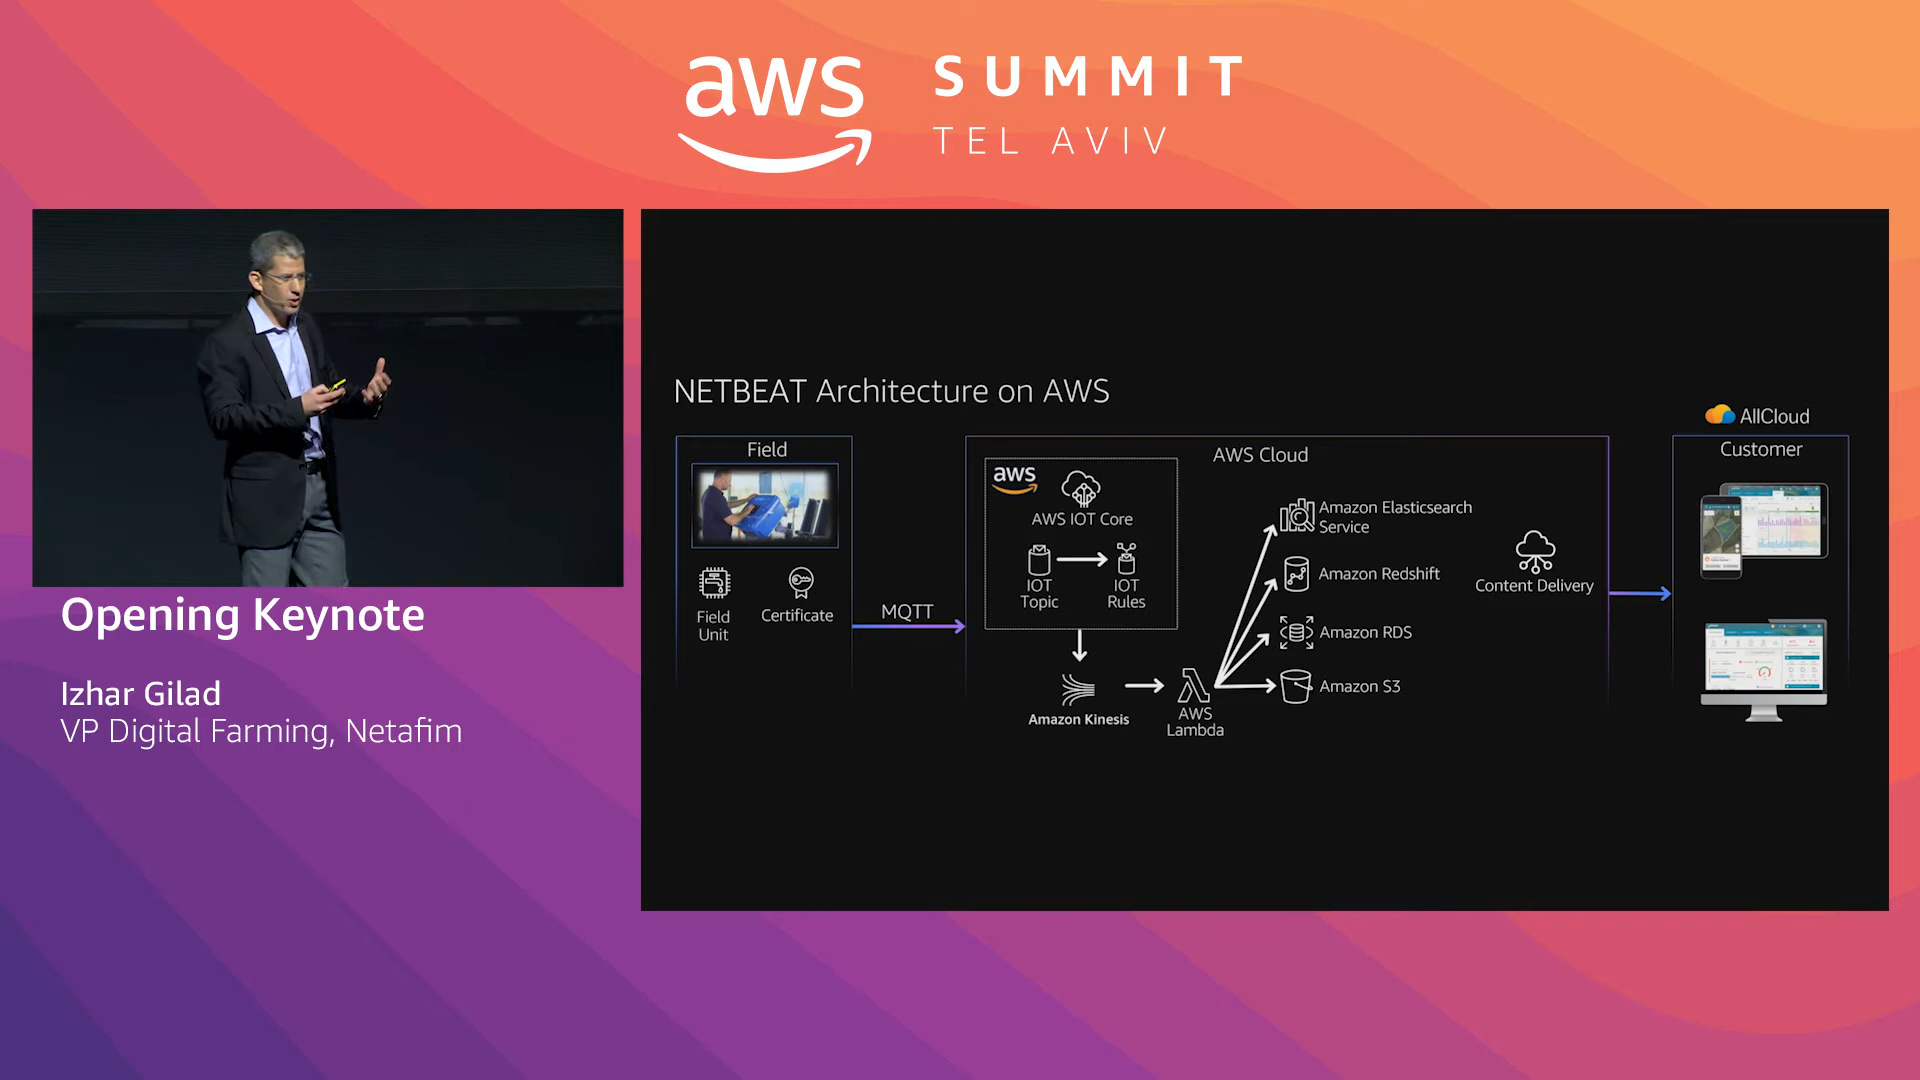 aws
SUMMIT
TEL AVIV
Opening Keynote
Izhar Gilad
VP Digital Farming, Netafim
NETBEAT Architecture on AWS
Field
Field
Unit
Certificate
MQTT
AWS Cloud
aws
AWS IOT Core
IOT
Topic
IOT
Rules
Amazon Kinesis
AWS
Lambda
Amazon Elasticsearch
Service
Amazon Redshift
Amazon RDS
Amazon S3
Content Delivery
AllCloud
Customer